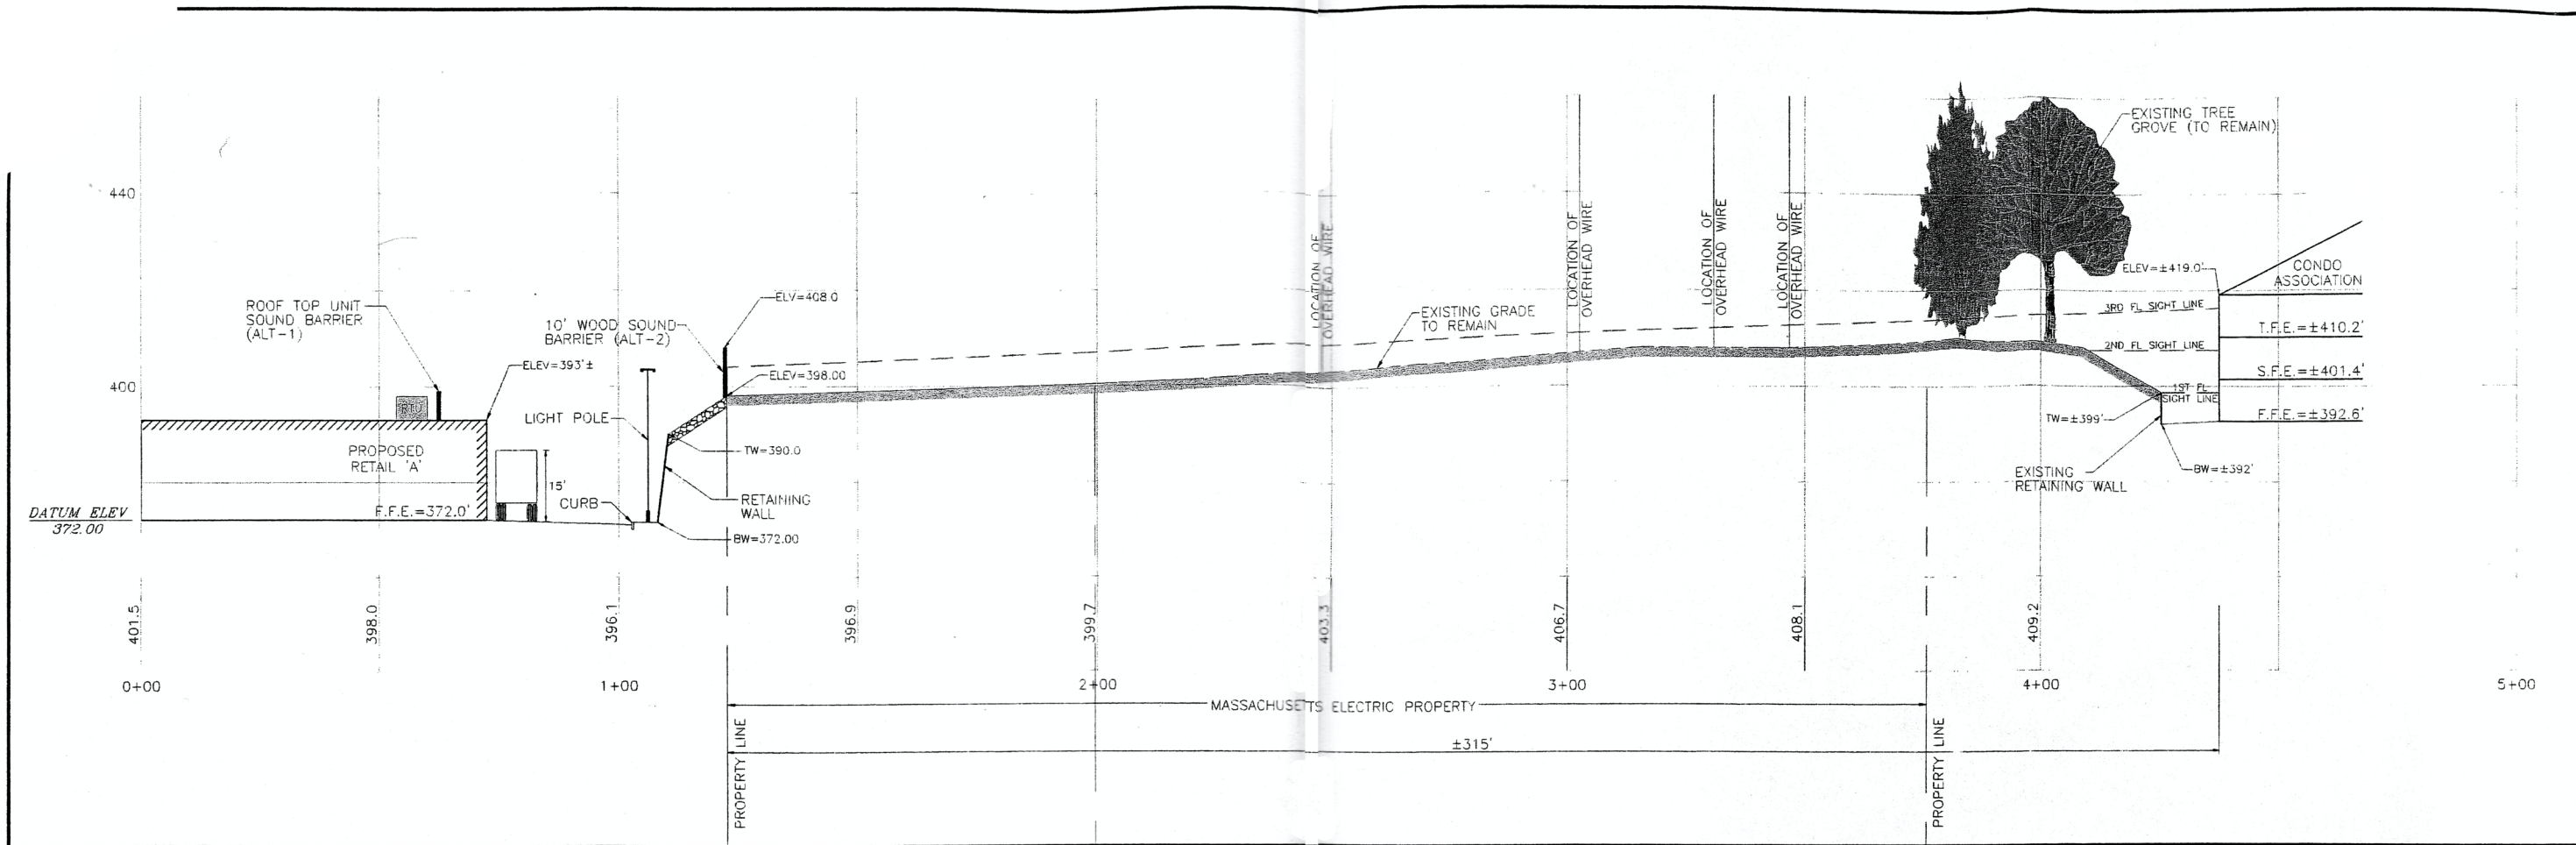 440
400
DATUM ELEV
372.00
ROOF TOP UNIT
SOUND BARRIER
(ALT-1)
RTU
ELEV=393'±
PROPOSED
RETAIL 'A'
F.F.E.=372.0'
15'
LIGHT POLE
CURB
10' WOOD SOUND
BARRIER (ALT-2)
ELV=408.0
ELEV=398.00
TW=390.0
RETAINING
WALL
BW=372.00
LOCATION OF
OVERHEAD WIRE
EXISTING GRADE
TO REMAIN
LOCATION OF
OVERHEAD WIRE
LOCATION OF
OVERHEAD WIRE
LOCATION OF
OVERHEAD WIRE
EXISTING TREE
GROVE (TO REMAIN)
ELEV=±419.0'
CONDO
ASSOCIATION
3RD FL SIGHT LINE
T.F.E.=±410.2'
2ND FL SIGHT LINE
S.F.E.=±401.4'
1ST FL
SIGHT LINE
F.F.E.=±392.6'
TW=±399'
EXISTING
RETAINING WALL
BW=±392'
401.5
398.0
396.1
396.9
399.7
403.3
406.7
408.1
409.2
0+00
1+00
2+00
3+00
4+00
5+00
MASSACHUSETTS ELECTRIC PROPERTY
±315'
PROPERTY LINE
PROPERTY LINE